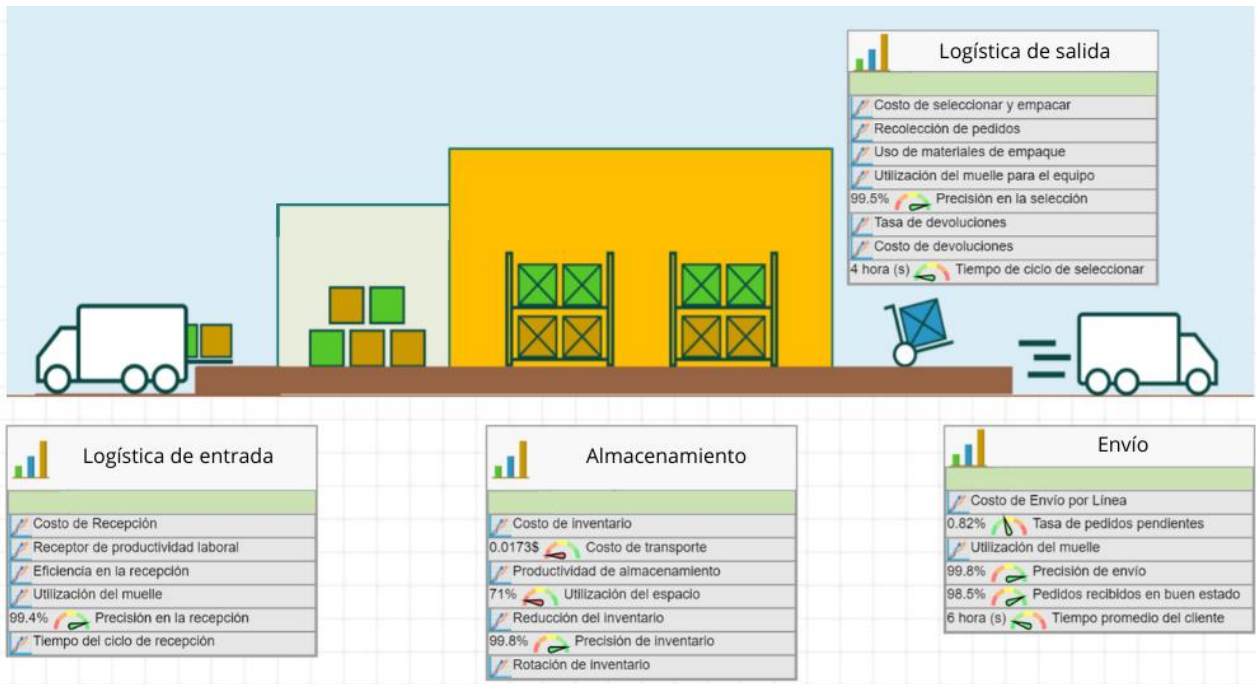 Logística de salida
Costo de seleccionar y empacar
Recolección de pedidos
Uso de materiales de empaque
Utilización del muelle para el equipo
99.5% Precisión en la selección
Tasa de devoluciones
Costo de devoluciones
4 hora (s) Tiempo de ciclo de seleccionar
Logística de entrada
Costo de Recepción
Receptor de productividad laboral
Eficiencia en la recepción
Utilización del muelle
99.4% Precisión en la recepción
Tiempo del ciclo de recepción
Almacenamiento
Costo de inventario
0.0173$ Costo de transporte
Productividad de almacenamiento
71% Utilización del espacio
Reducción del inventario
99.8% Precisión de inventario
Rotación de inventario
Envío
Costo de Envío por Línea
0.82% Tasa de pedidos pendientes
Utilización del muelle
99.8% Precisión de envío
98.5% Pedidos recibidos en buen estado
6 hora (s) Tiempo promedio del cliente